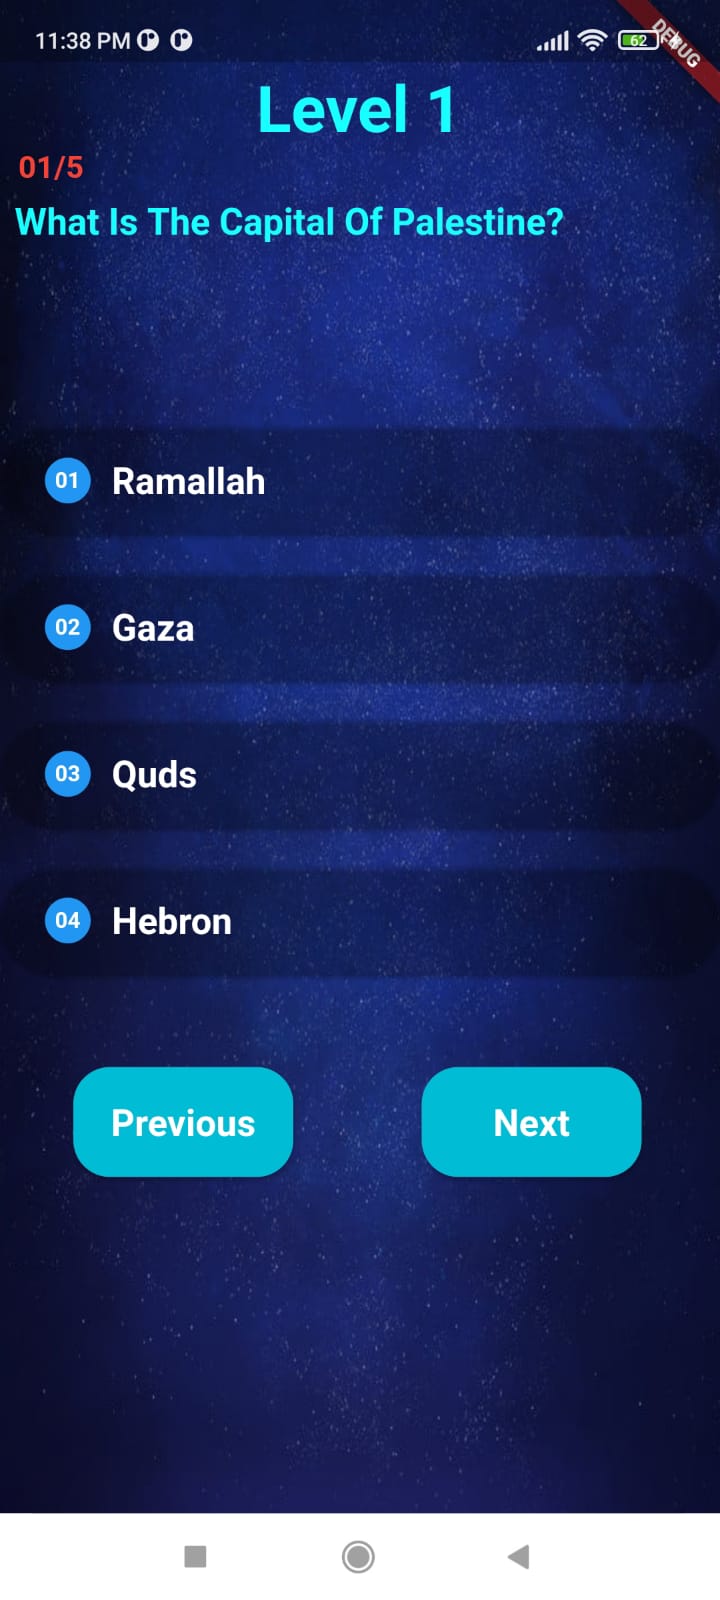 11:38 PM
62
DEBUG
Level 1
01/5
What Is The Capital Of Palestine?
01 Ramallah
02 Gaza
03 Quds
04 Hebron
Previous Next